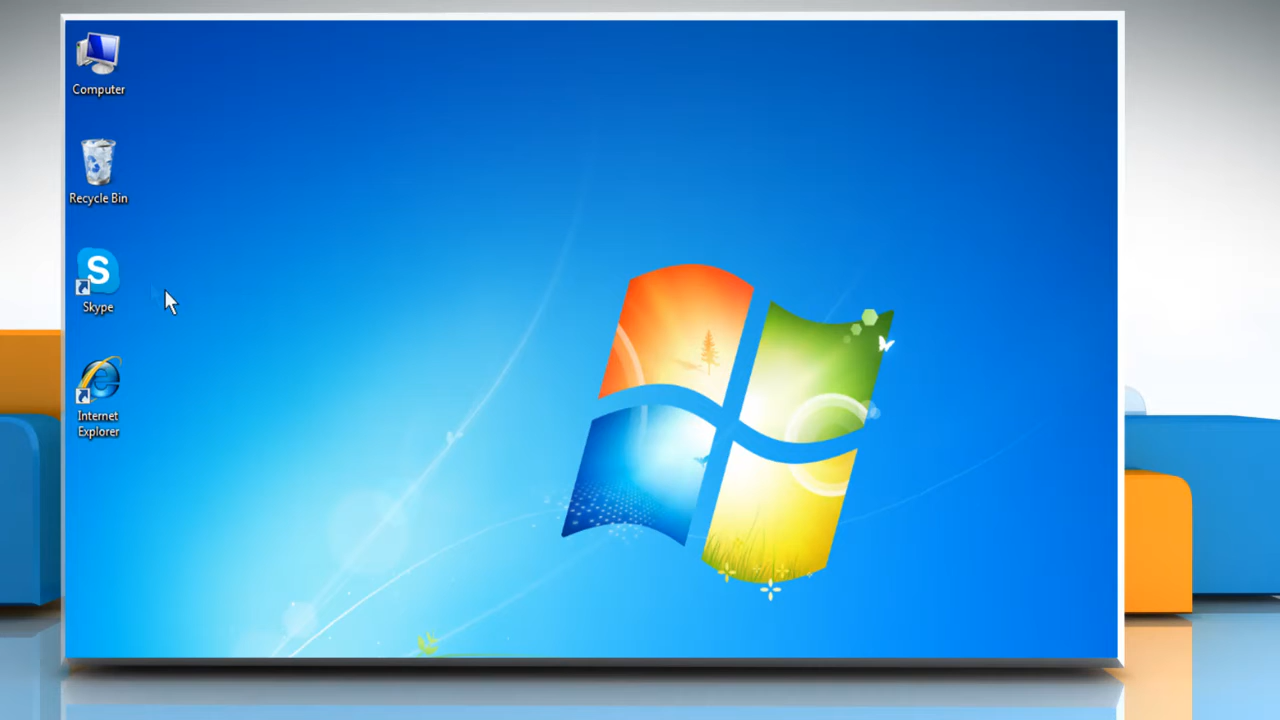 Computer
Recycle Bin
S
Skype
Internet
Explorer